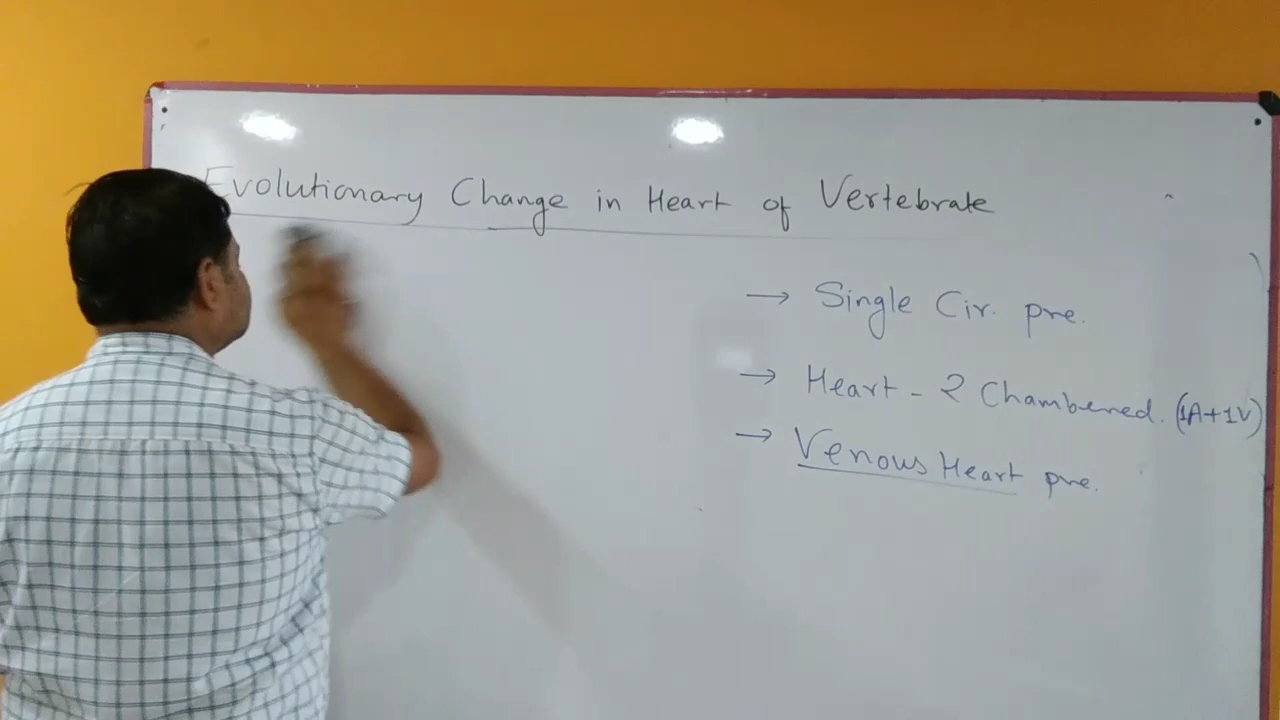 Evolutionary Change in Heart of Vertebrate
→ Single Cir. pre.
→ Heart - 2 Chambered. (1A+1V)
→ Venous Heart pre.